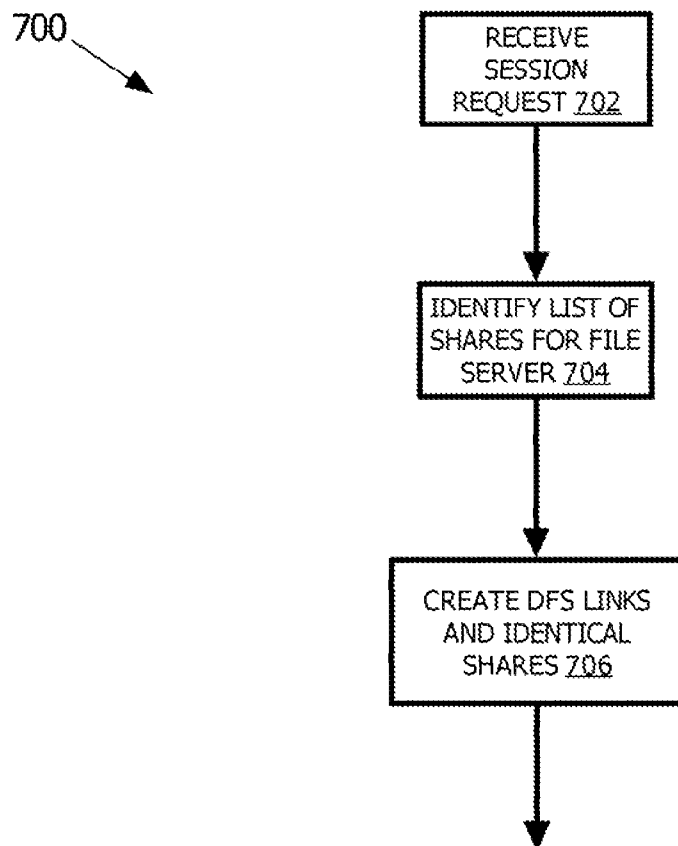 700
RECEIVE
SESSION
REQUEST 702
IDENTIFY LIST OF
SHARES FOR FILE
SERVER 704
CREATE DFS LINKS
AND IDENTICAL
SHARES 706